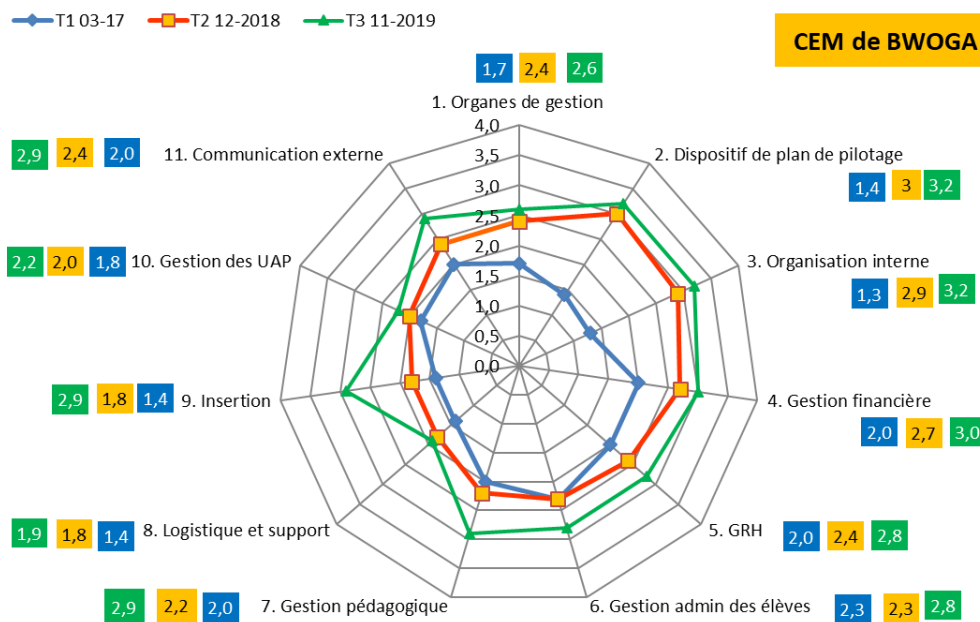 T1 03-17 T2 12-2018 T3 11-2019
CEM de BWOGA
1,7 2,4 2,6
1. Organes de gestion
4,0
3,5
3,0
2,5
2,0
1,5
1,0
0,5
0,0
2. Dispositif de plan de pilotage
1,4 3 3,2
3. Organisation interne
1,3 2,9 3,2
4. Gestion financière
2,0 2,7 3,0
5. GRH
2,0 2,4 2,8
6. Gestion admin des élèves
2,3 2,3 2,8
7. Gestion pédagogique
2,9 2,2 2,0
8. Logistique et support
1,9 1,8 1,4
9. Insertion
2,9 1,8 1,4
10. Gestion des UAP
2,2 2,0 1,8
11. Communication externe
2,9 2,4 2,0